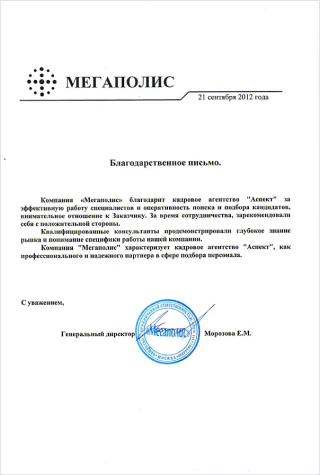 МЕГАПОЛИС
21 сентября 2012 года
Благодарственное письмо.
Компания «Мегаполис» благодарит кадровое агентство "Аспект" за
эффективную работу специалистов и оперативность поиска и подбора кандидатов,
внимательное отношение к Заказчику. За время сотрудничества, зарекомендовали
себя с положительной стороны.
Квалифицированные консультанты продемонстрировали глубокое знание
рынка и понимание специфики работы нашей компании.
Компания "Мегаполис" характеризует кадровое агентство "Аспект", как
профессионального и надежного партнера в сфере подбора персонала.
С уважением,
Генеральный директор
«Мегаполис»
Морозова Е.М.